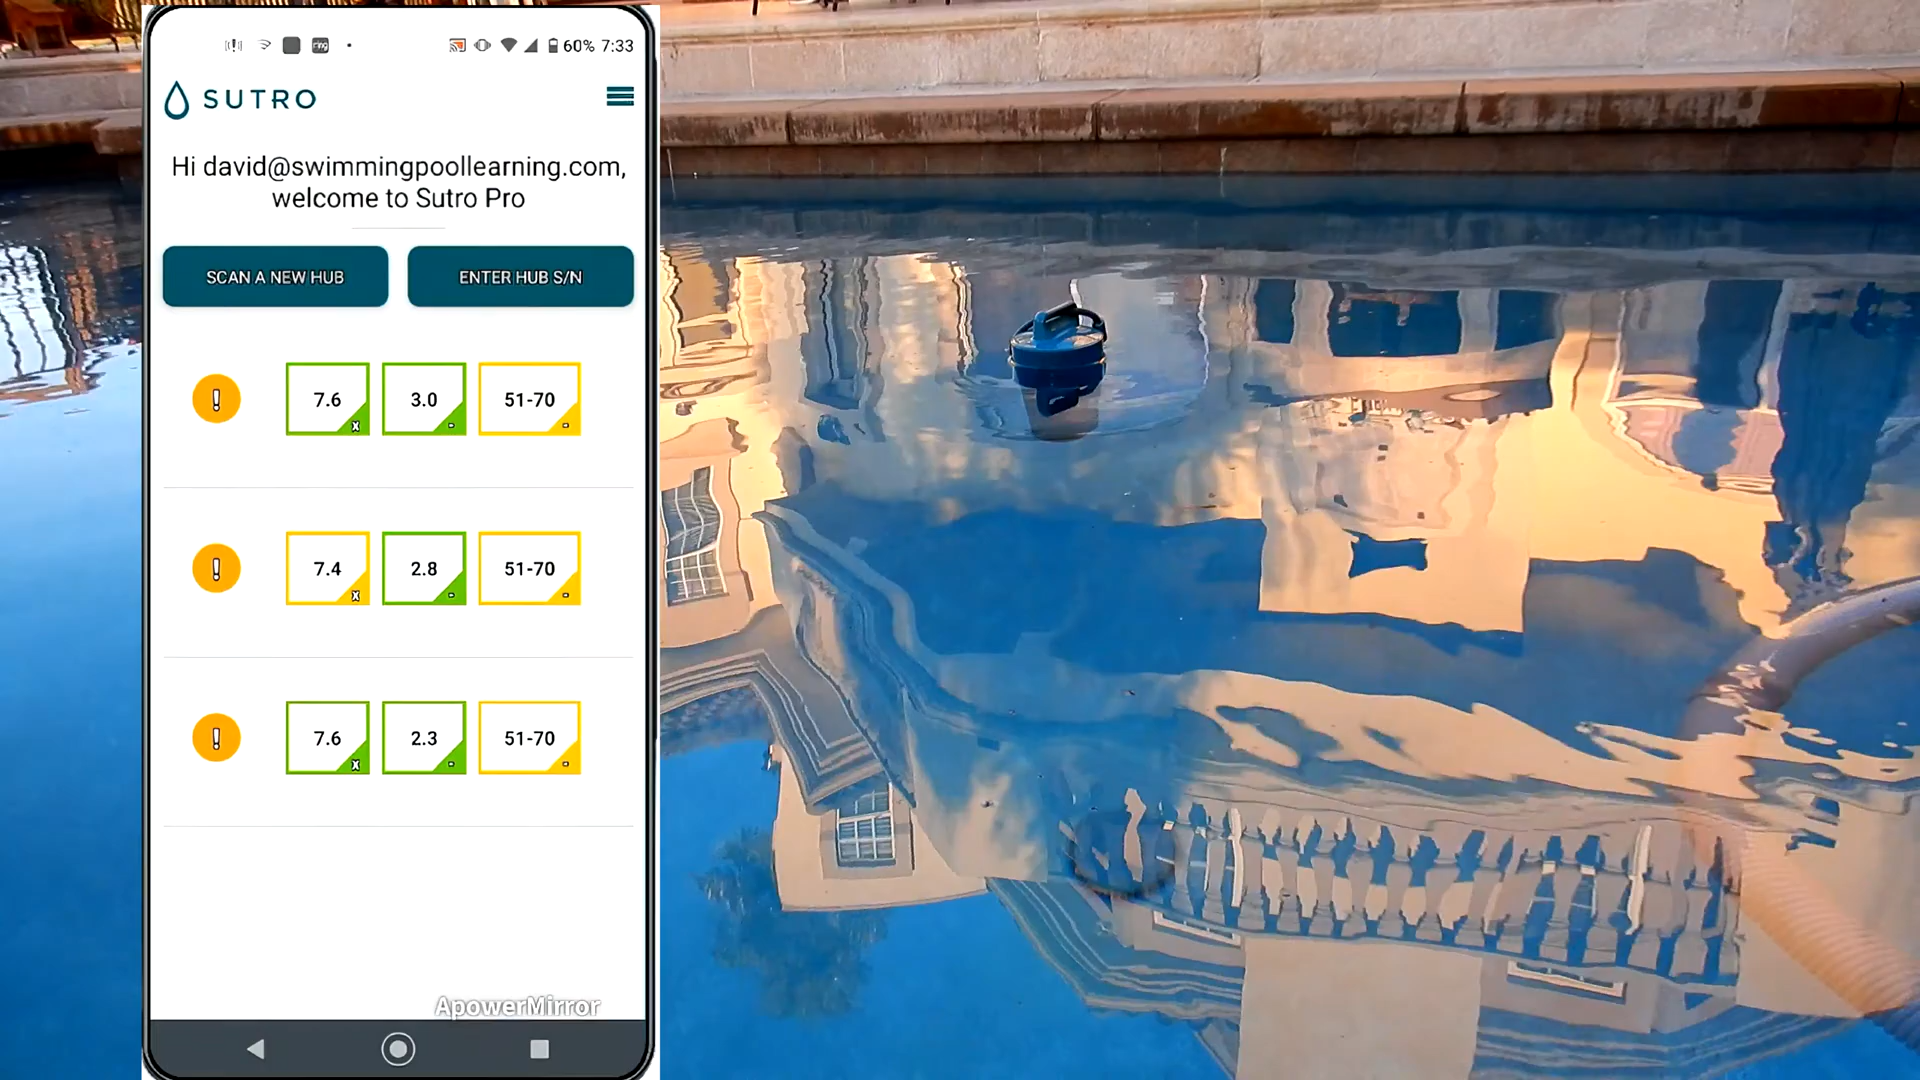 ring
60% 7:33
SUTRO
Hi david@swimmingpoollearning.com,
welcome to Sutro Pro
SCAN A NEW HUB
ENTER HUB S/N
! 7.6 x 3.0 - 51-70 -
! 7.4 x 2.8 - 51-70 -
! 7.6 x 2.3 - 51-70 -
ApowerMirror